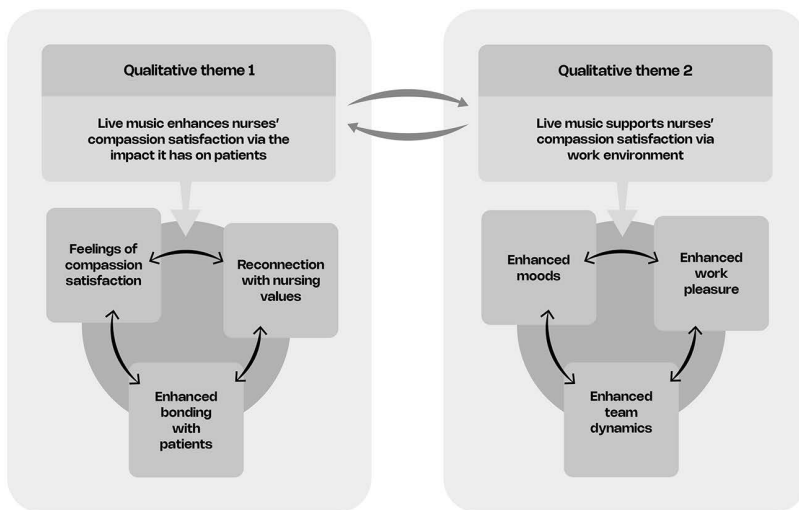 Qualitative theme 1
Live music enhances nurses'
compassion satisfaction via the
impact it has on patients
Feelings of
compassion
satisfaction
Reconnection
with nursing
values
Enhanced
bonding
with
patients
Qualitative theme 2
Live music supports nurses'
compassion satisfaction via
work environment
Enhanced
moods
Enhanced
work
pleasure
Enhanced
team
dynamics